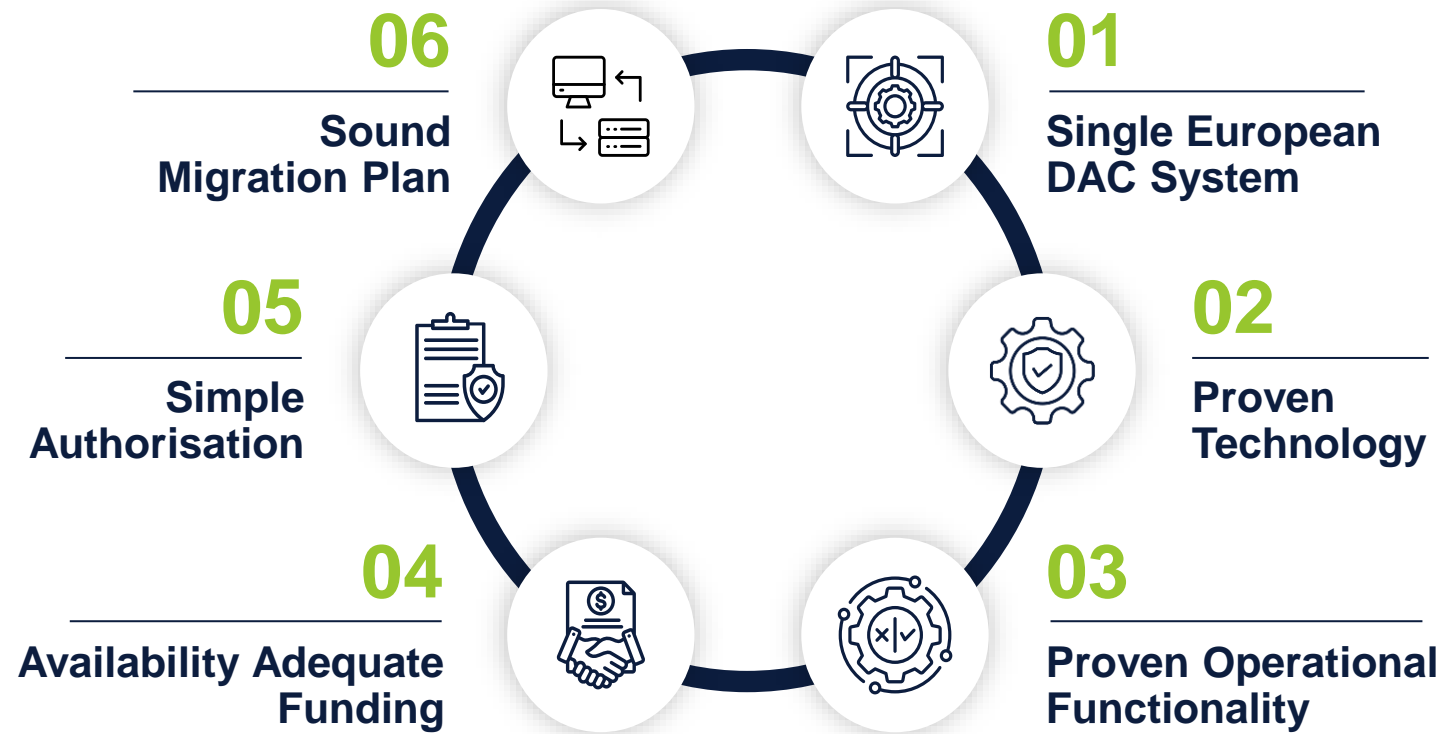 01
Single European
DAC System
02
Proven
Technology
03
Proven Operational
Functionality
04
Availability Adequate
Funding
05
Simple
Authorisation
06
Sound
Migration Plan